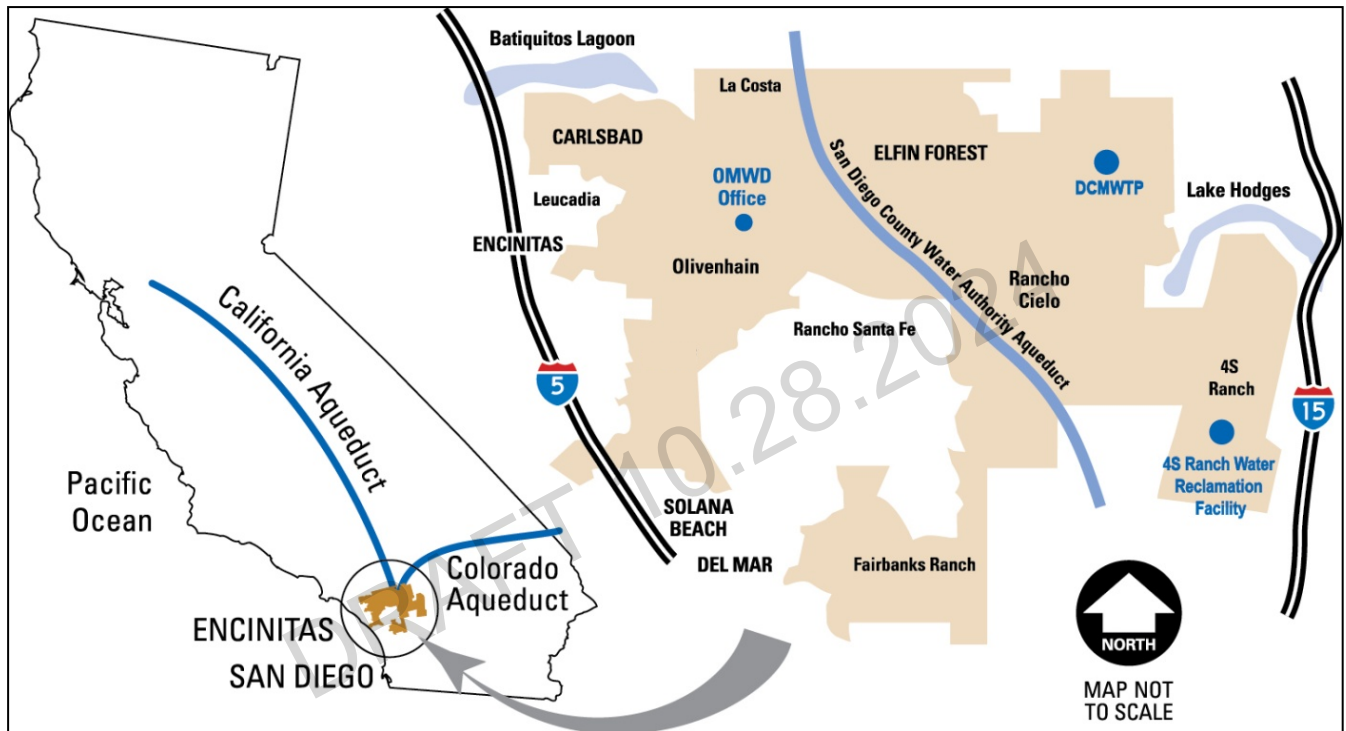 California Aqueduct
Pacific
Ocean
Colorado
Aqueduct
ENCINITAS
SAN DIEGO
Batiquitos Lagoon
La Costa
CARLSBAD
ELFIN FOREST
OMWD
Office
DCMWTP
Leucadia
Lake Hodges
ENCINITAS
Olivenhain
San Diego County Water Authority Aqueduct
Rancho
Cielo
Rancho Santa Fe
5
4S
Ranch
15
4S Ranch Water
Reclamation
Facility
SOLANA
BEACH
DEL MAR
Fairbanks Ranch
NORTH
MAP NOT
TO SCALE
DRAFT 10.28.2024